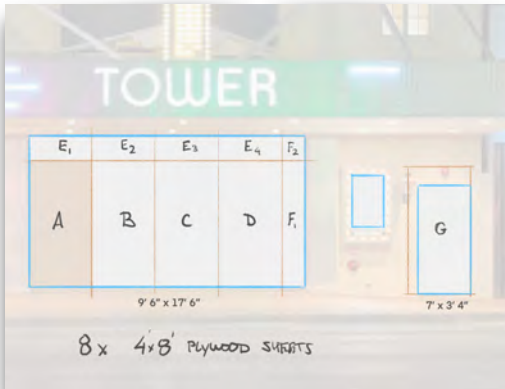 TOWER
E₁ E₂ E₃ E₄ F₂
A B C D F₁ G
9' 6" x 17' 6" 7' x 3' 4"
8 x 4x8' PLYWOOD SHEETS